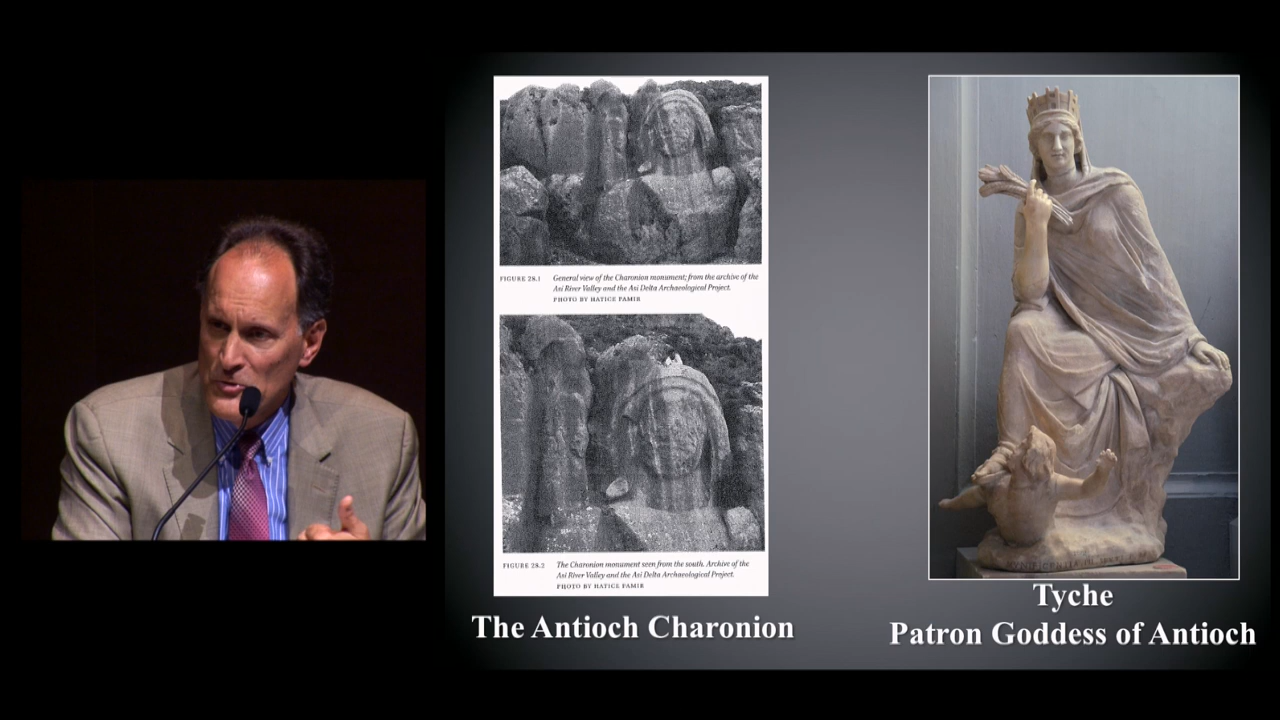 FIGURE 28.1 General view of the Charonion monument; from the archive of the
Asi River Valley and the Asi Delta Archaeological Project.
PHOTO BY HATICE PAMIR
FIGURE 28.2 The Charonion monument seen from the south. Archive of the
Asi River Valley and the Asi Delta Archaeological Project.
PHOTO BY HATICE PAMIR
The Antioch Charonion
Tyche
Patron Goddess of Antioch